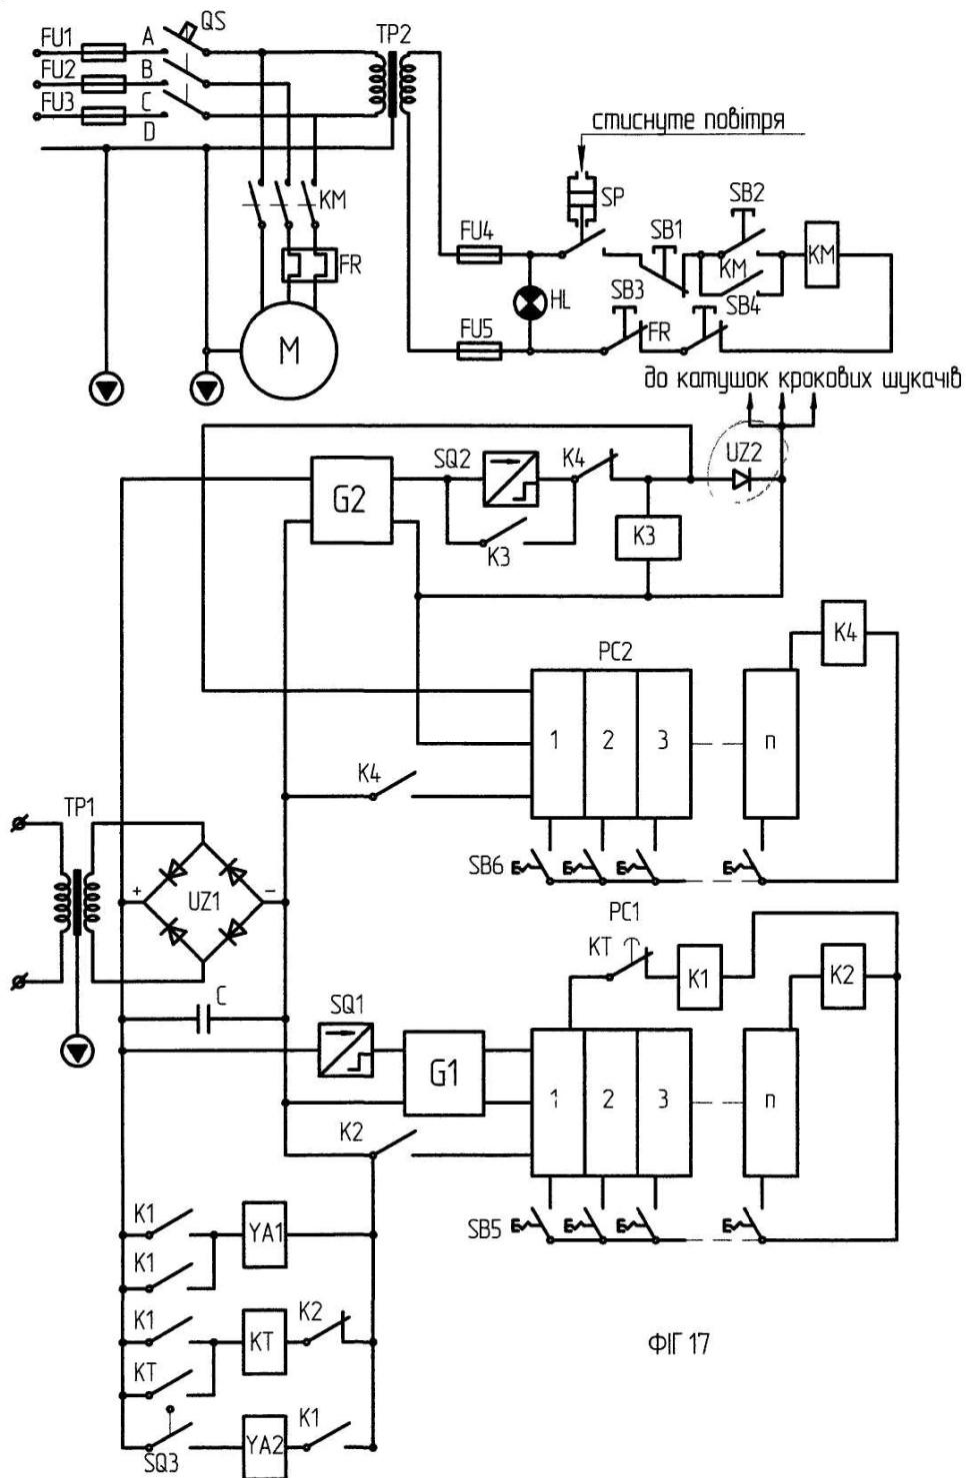 QS
FU1 A
TP2
FU2 B
FU3 C
D
стиснуте повітря
KM
SP
SB2
FU4
SB1
FR
KM
KM
HL
SB3
SB4
M
FU5
FR
до катушок крокових шукачів
SQ2
K4
UZ2
G2
K3
K3
PC2
K4
1 2 3 n
K4
TP1
SB6
+ UZ1 −
PC1
KT
K1
K2
C
SQ1
G1
1 2 3 n
K2
K1
YA1
SB5
K1
K1
K2
KT
KT
ФІГ 17
K1
YA2
SQ3